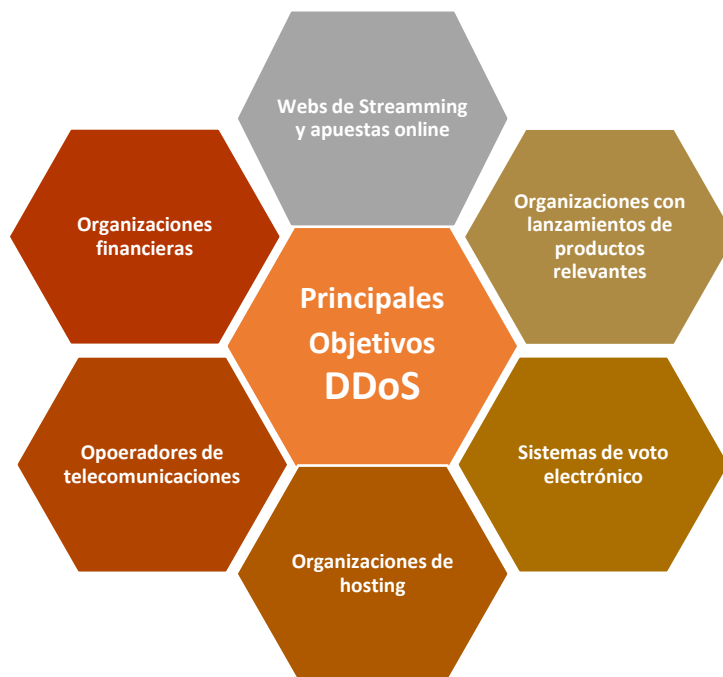 Webs de Streamming
y apuestas online
Organizaciones
financieras
Organizaciones con
lanzamientos de
productos
relevantes
Principales
Objetivos
DDoS
Opoeradores de
telecomunicaciones
Sistemas de voto
electrónico
Organizaciones de
hosting